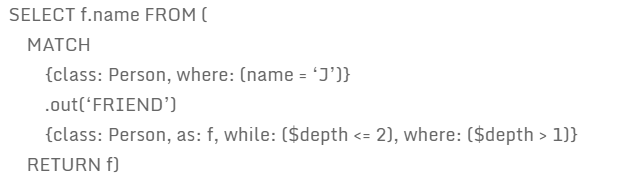 SELECT f.name FROM (
MATCH
{class: Person, where: (name = ‘J’)}
.out(‘FRIEND’)
{class: Person, as: f, while: ($depth <= 2), where: ($depth > 1)}
RETURN f)